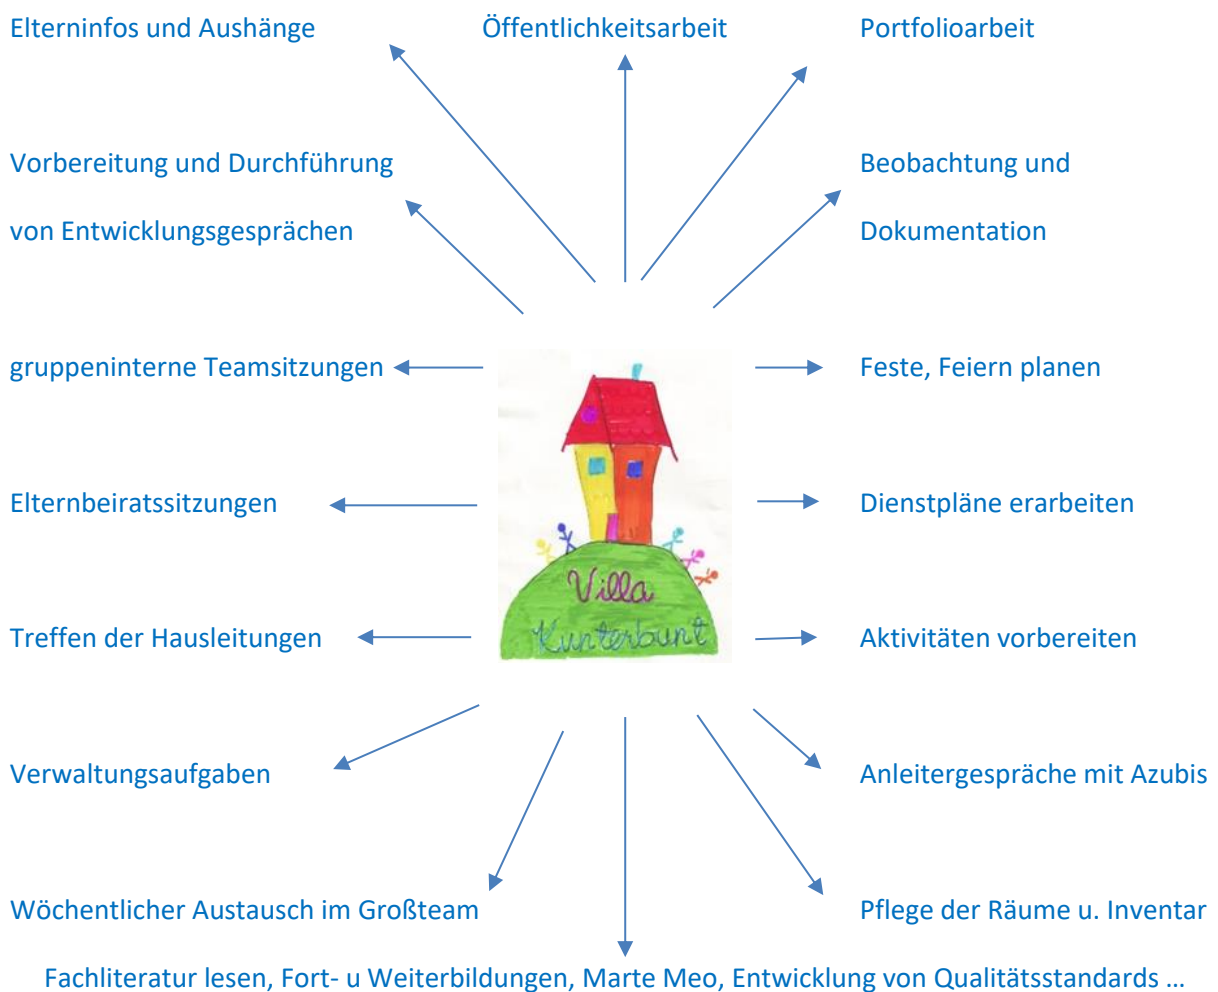 Elterninfos und Aushänge
Öffentlichkeitsarbeit
Portfolioarbeit
Vorbereitung und Durchführung
von Entwicklungsgesprächen
Beobachtung und
Dokumentation
gruppeninterne Teamsitzungen
Feste, Feiern planen
Elternbeiratssitzungen
Dienstpläne erarbeiten
Villa
Kunterbunt
Treffen der Hausleitungen
Aktivitäten vorbereiten
Verwaltungsaufgaben
Anleitergespräche mit Azubis
Wöchentlicher Austausch im Großteam
Pflege der Räume u. Inventar
Fachliteratur lesen, Fort- u Weiterbildungen, Marte Meo, Entwicklung von Qualitätsstandards ...